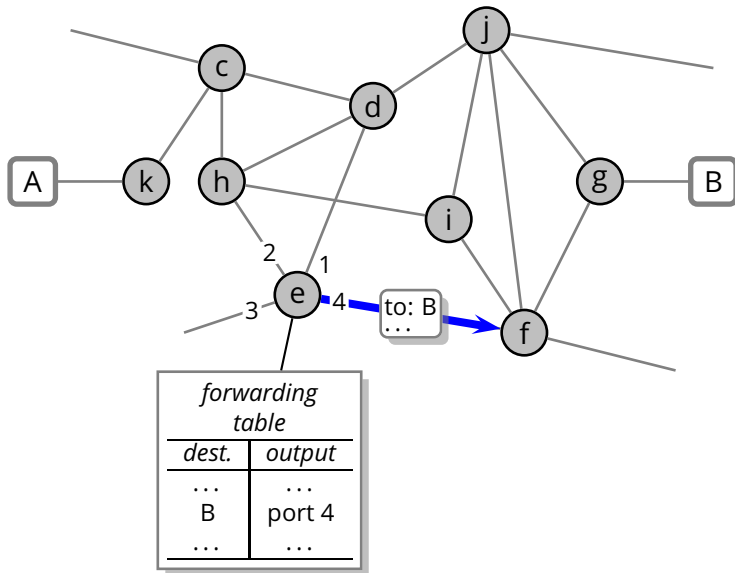 j
c
d
A
k
h
g
B
i
2
1
e
4
to: B
...
3
f
forwarding
table
dest. output
... ...
B port 4
... ...